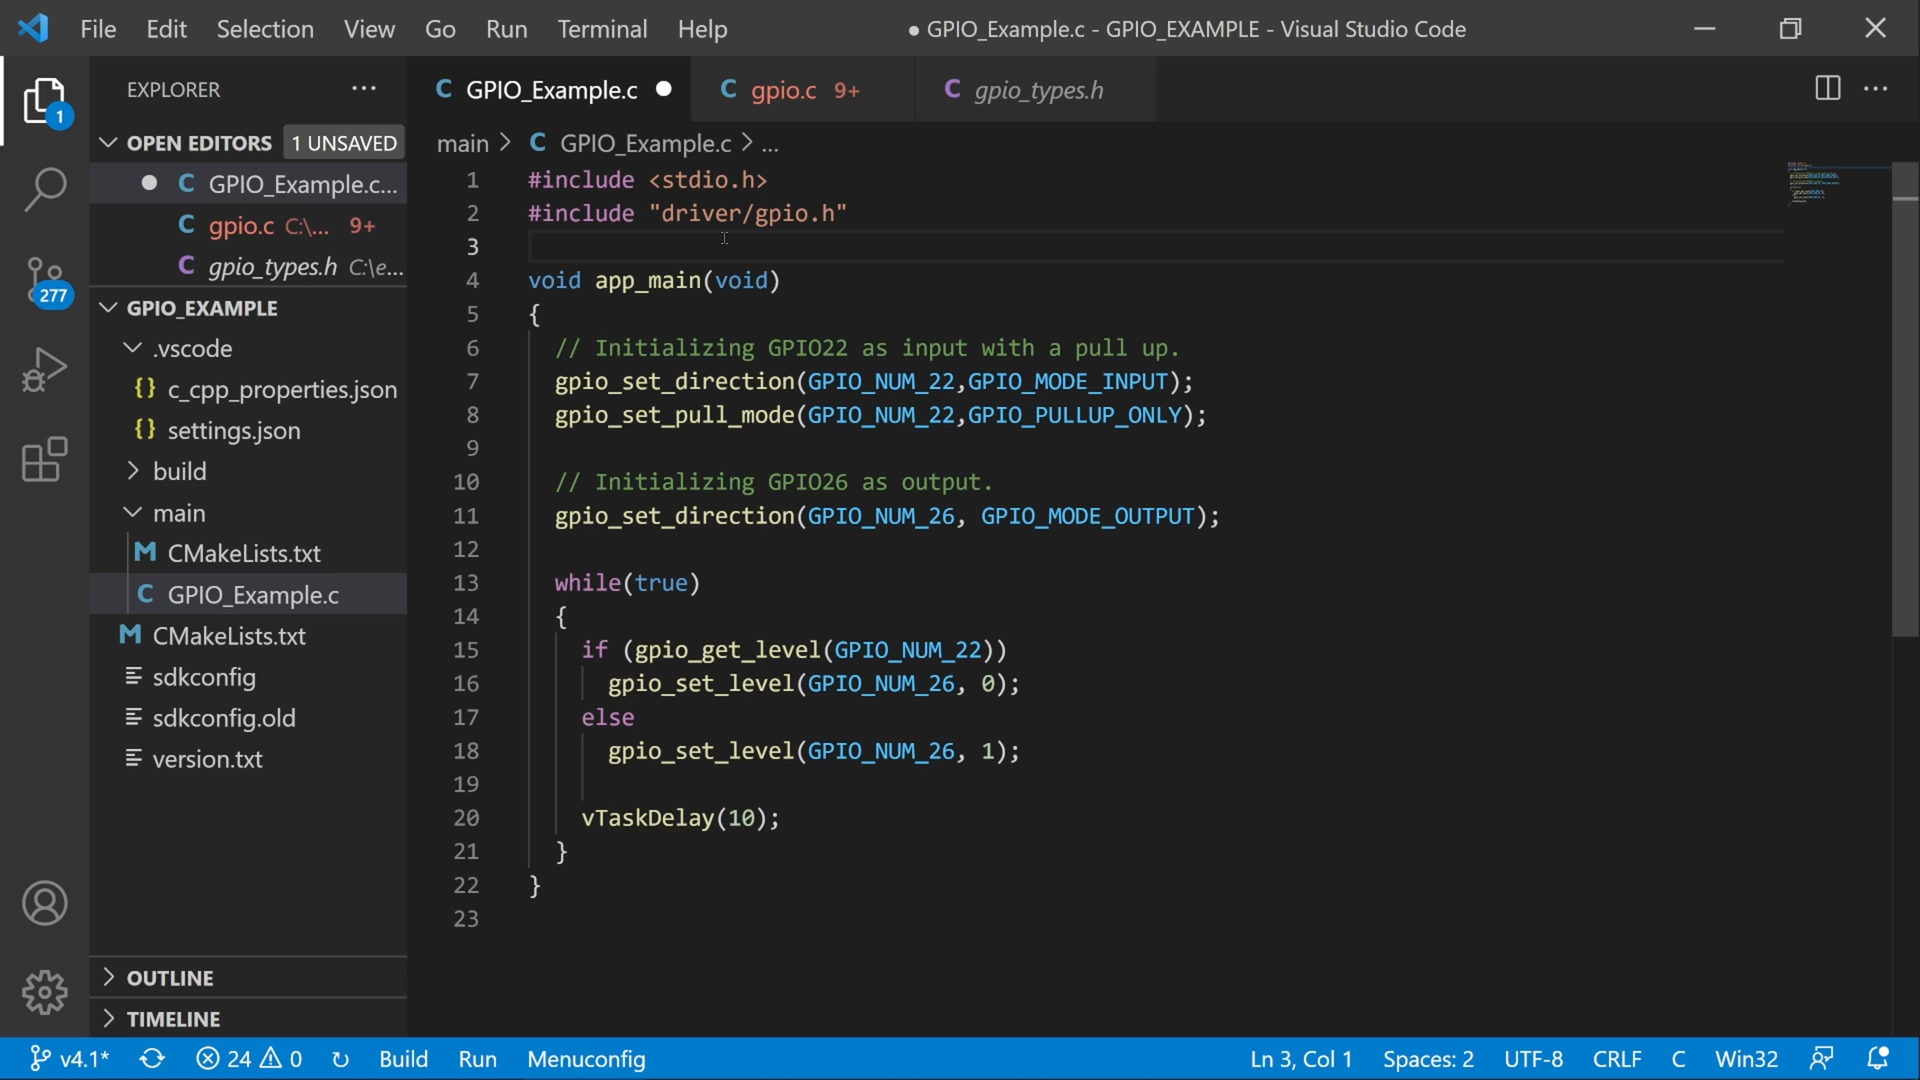 File Edit Selection View Go Run Terminal Help ● GPIO_Example.c - GPIO_EXAMPLE - Visual Studio Code
EXPLORER ...
C GPIO_Example.c ●
C gpio.c 9+
C gpio_types.h
1
OPEN EDITORS 1 UNSAVED
C GPIO_Example.c...
C gpio.c C:\... 9+
C gpio_types.h C:\e...
277
GPIO_EXAMPLE
.vscode
{} c_cpp_properties.json
{} settings.json
build
main
M CMakeLists.txt
C GPIO_Example.c
M CMakeLists.txt
sdkconfig
sdkconfig.old
version.txt
OUTLINE
TIMELINE
main > C GPIO_Example.c > ...
1 #include <stdio.h>
2 #include "driver/gpio.h"
3
4 void app_main(void)
5 {
6 // Initializing GPIO22 as input with a pull up.
7 gpio_set_direction(GPIO_NUM_22,GPIO_MODE_INPUT);
8 gpio_set_pull_mode(GPIO_NUM_22,GPIO_PULLUP_ONLY);
9
10 // Initializing GPIO26 as output.
11 gpio_set_direction(GPIO_NUM_26, GPIO_MODE_OUTPUT);
12
13 while(true)
14 {
15 if (gpio_get_level(GPIO_NUM_22))
16 gpio_set_level(GPIO_NUM_26, 0);
17 else
18 gpio_set_level(GPIO_NUM_26, 1);
19
20 vTaskDelay(10);
21 }
22 }
23
v4.1* 24 0 Build Run Menuconfig Ln 3, Col 1 Spaces: 2 UTF-8 CRLF C Win32